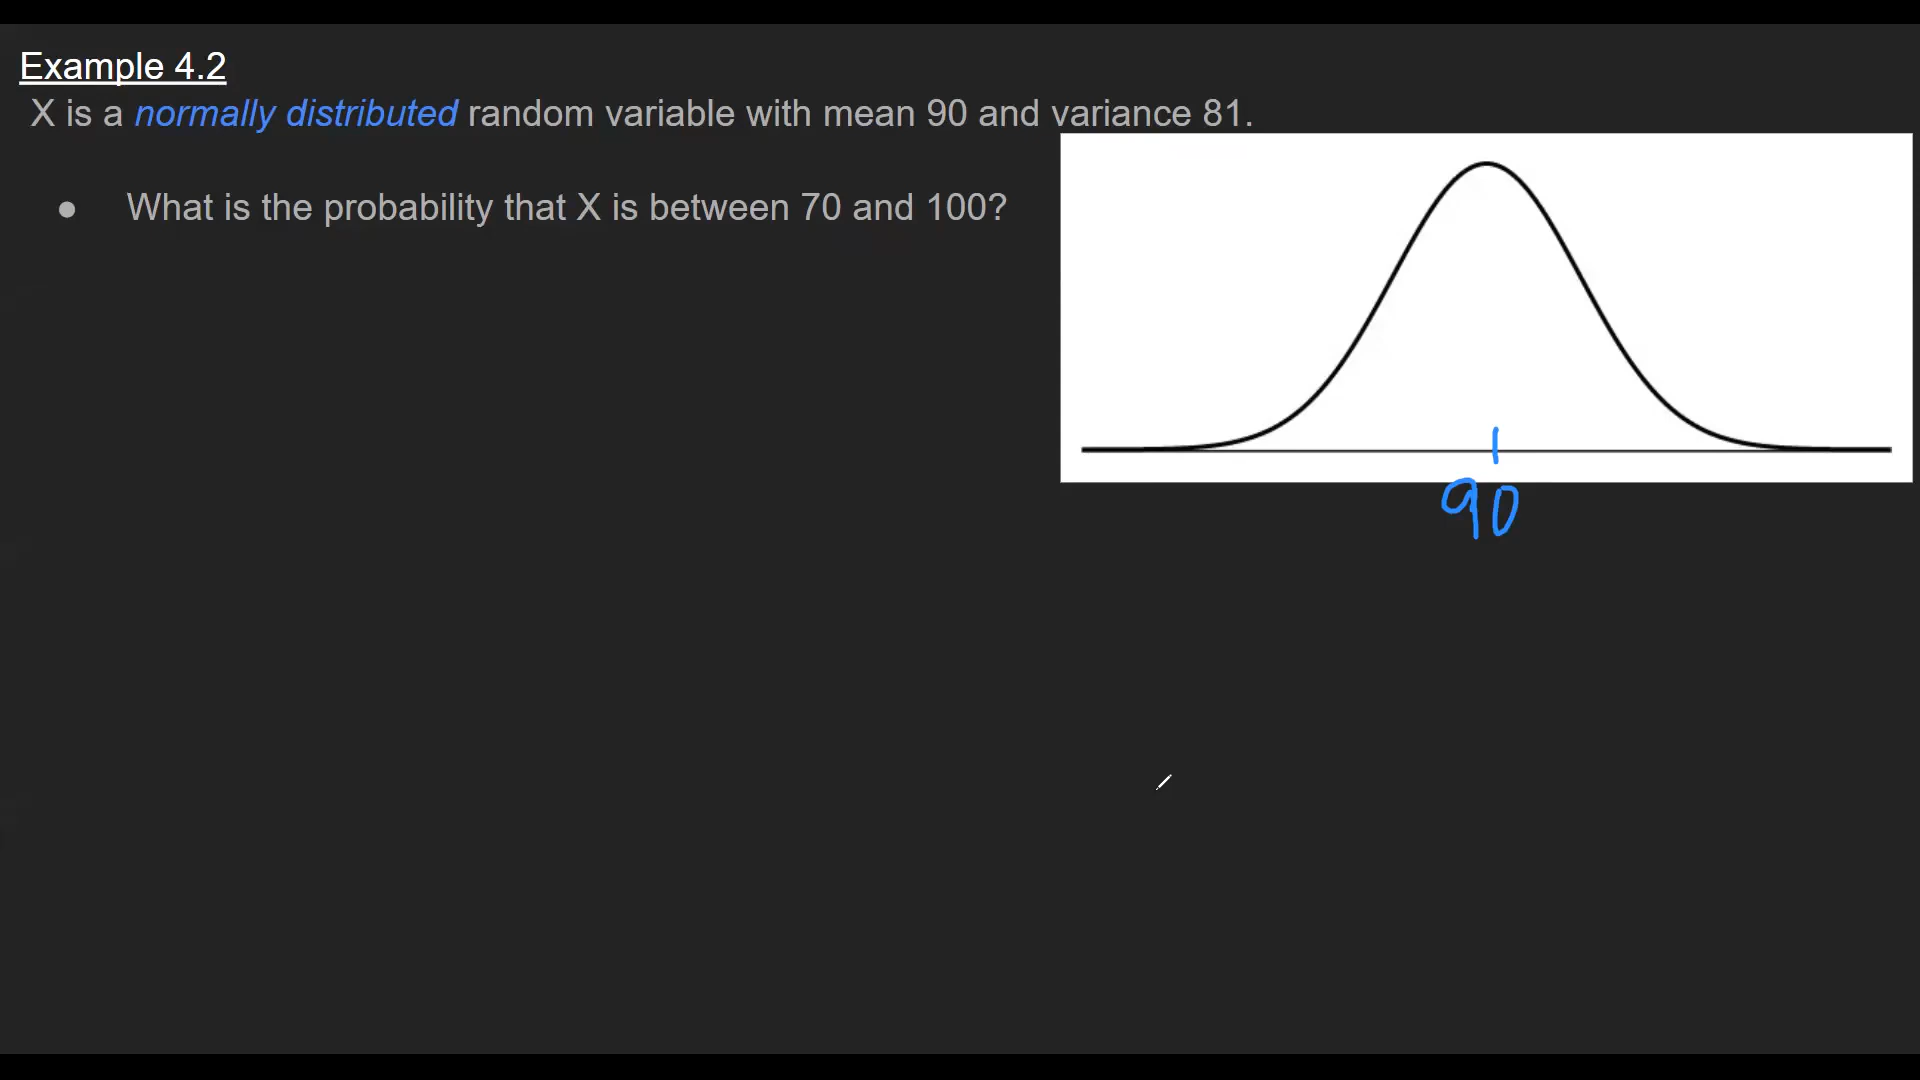 Example 4.2
X is a normally distributed random variable with mean 90 and variance 81.
● What is the probability that X is between 70 and 100?
90